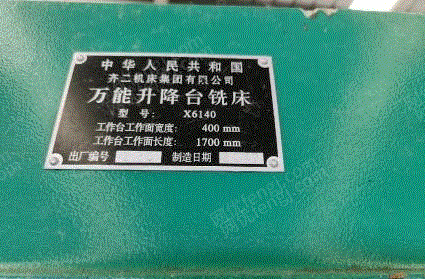 中华人民共和国
齐二机床集团有限公司
万能升降台铣床
型 号: X6140
工作台工作面宽度: 400 mm
工作台工作面长度: 1700 mm
出厂编号 制造日期